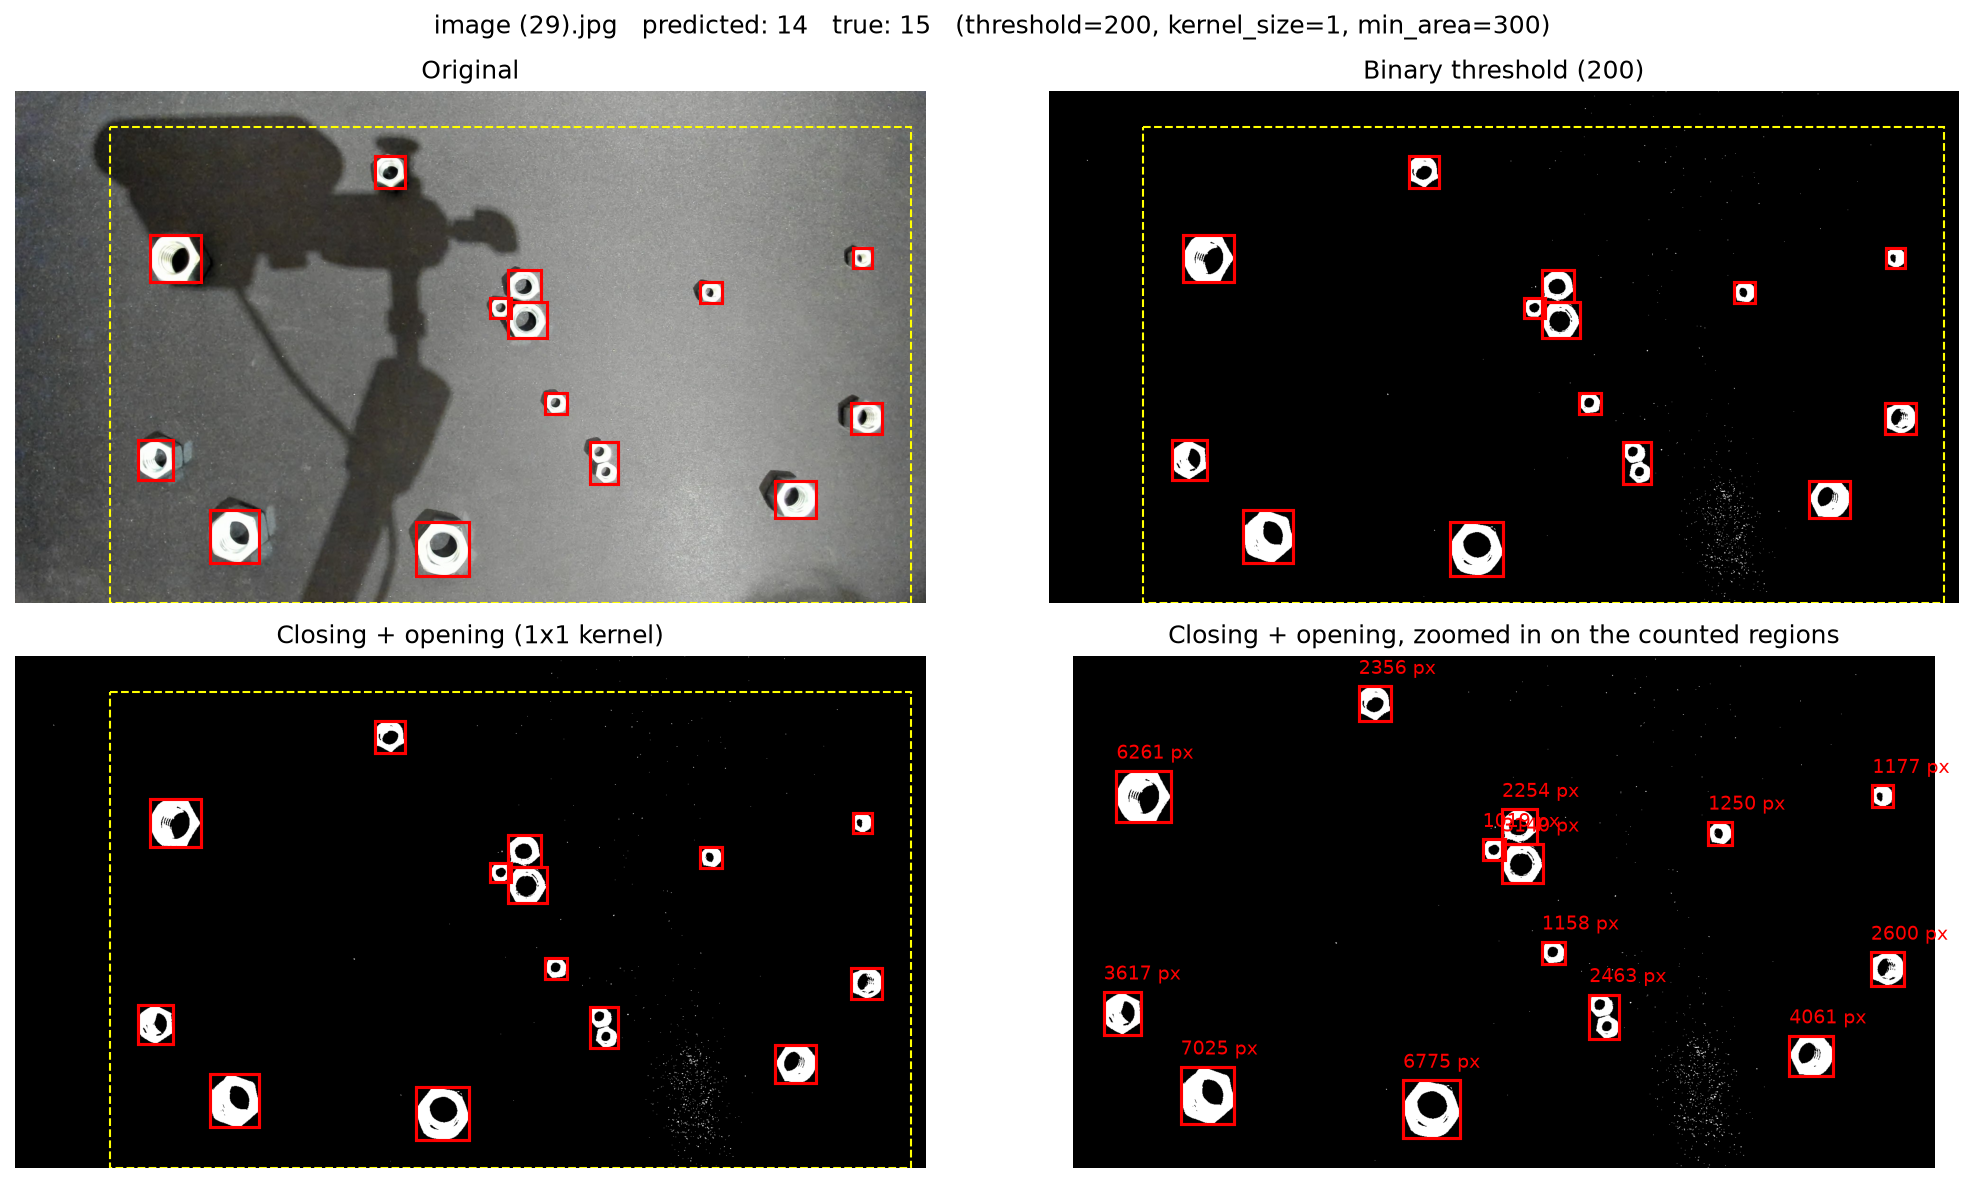 image (29).jpg   predicted: 14   true: 15   (threshold=200, kernel_size=1, min_area=300)
Original
Binary threshold (200)
Closing + opening (1x1 kernel)
Closing + opening, zoomed in on the counted regions
2356 px
6261 px
1177 px
2254 px
1250 px
1158 px
2600 px
3617 px
2463 px
4061 px
7025 px
6775 px